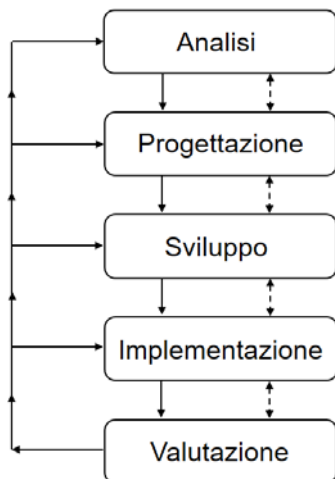 Analisi
Progettazione
Sviluppo
Implementazione
Valutazione